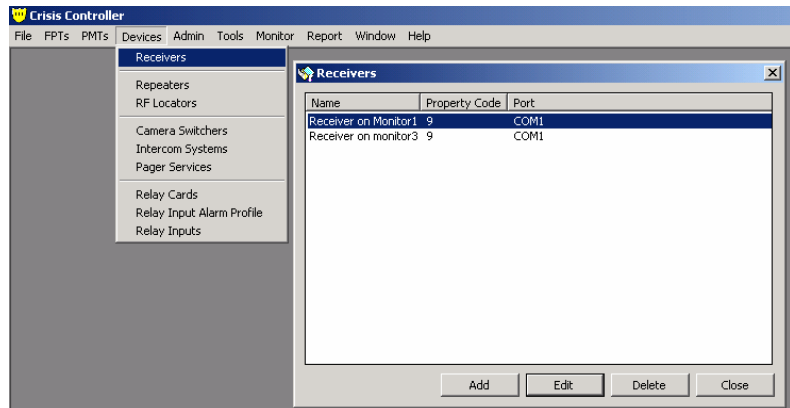 Crisis Controller
File FPTs PMTs Devices Admin Tools Monitor Report Window Help
Receivers
Repeaters
RF Locators
Camera Switchers
Intercom Systems
Pager Services
Relay Cards
Relay Input Alarm Profile
Relay Inputs
Receivers
Name Property Code Port
Receiver on Monitor1 9 COM1
Receiver on monitor3 9 COM1
Add Edit Delete Close